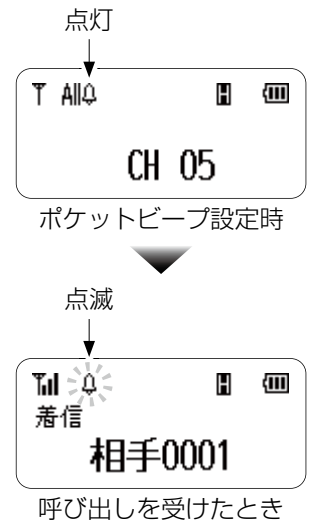 点灯
All H
CH 05
ポケットビープ設定時
点滅
H
着信
相手0001
呼び出しを受けたとき